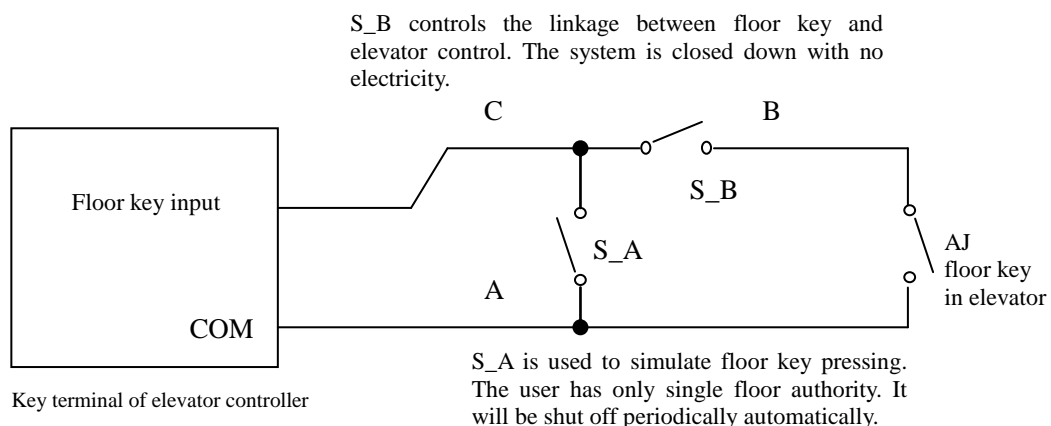 S_B controls the linkage between floor key and
elevator control. The system is closed down with no
electricity.
C
B
Floor key input
S_B
S_A
AJ
floor key
in elevator
A
COM
S_A is used to simulate floor key pressing.
The user has only single floor authority. It
will be shut off periodically automatically.
Key terminal of elevator controller